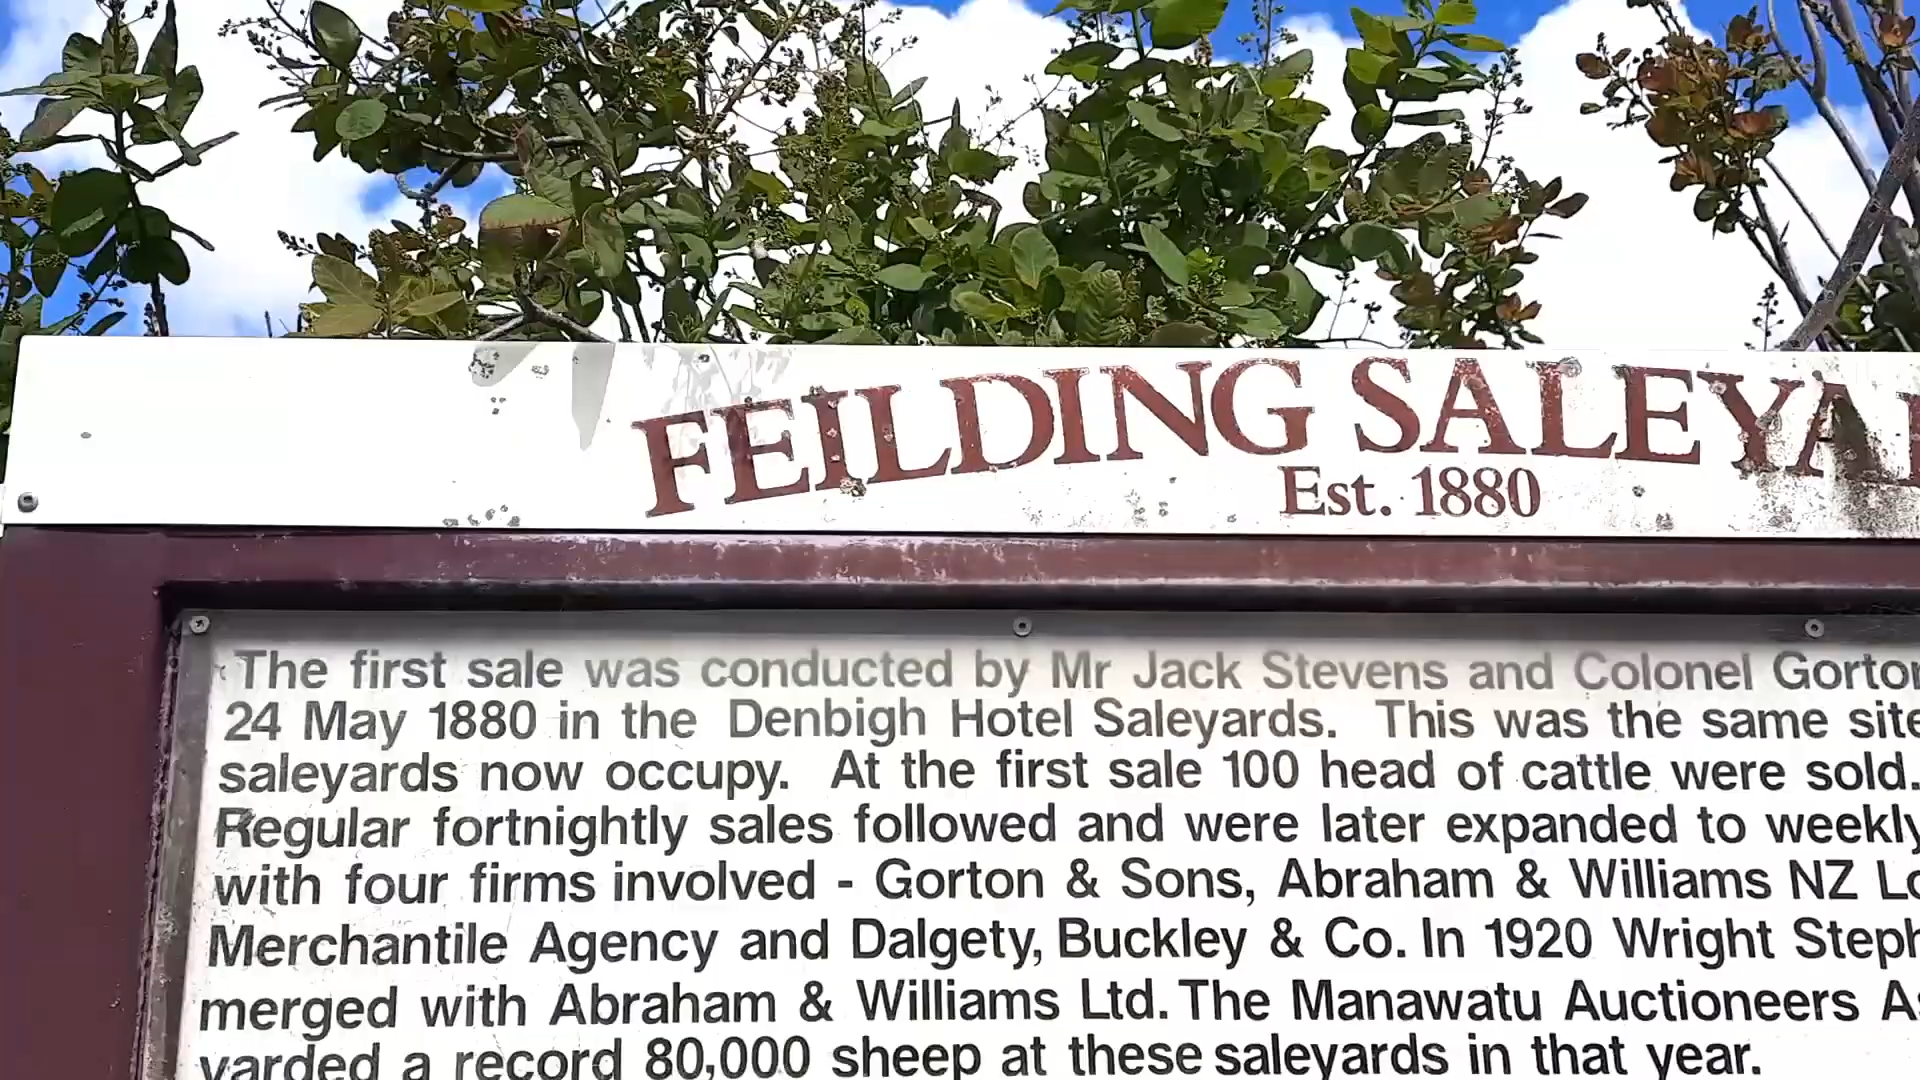 FEILDING SALEYA
Est. 1880
The first sale was conducted by Mr Jack Stevens and Colonel Gorton
24 May 1880 in the Denbigh Hotel Saleyards. This was the same site
saleyards now occupy. At the first sale 100 head of cattle were sold.
Regular fortnightly sales followed and were later expanded to weekly
with four firms involved - Gorton & Sons, Abraham & Williams NZ Lo
Merchantile Agency and Dalgety, Buckley & Co. In 1920 Wright Steph
merged with Abraham & Williams Ltd. The Manawatu Auctioneers As
yarded a record 80,000 sheep at these saleyards in that year.